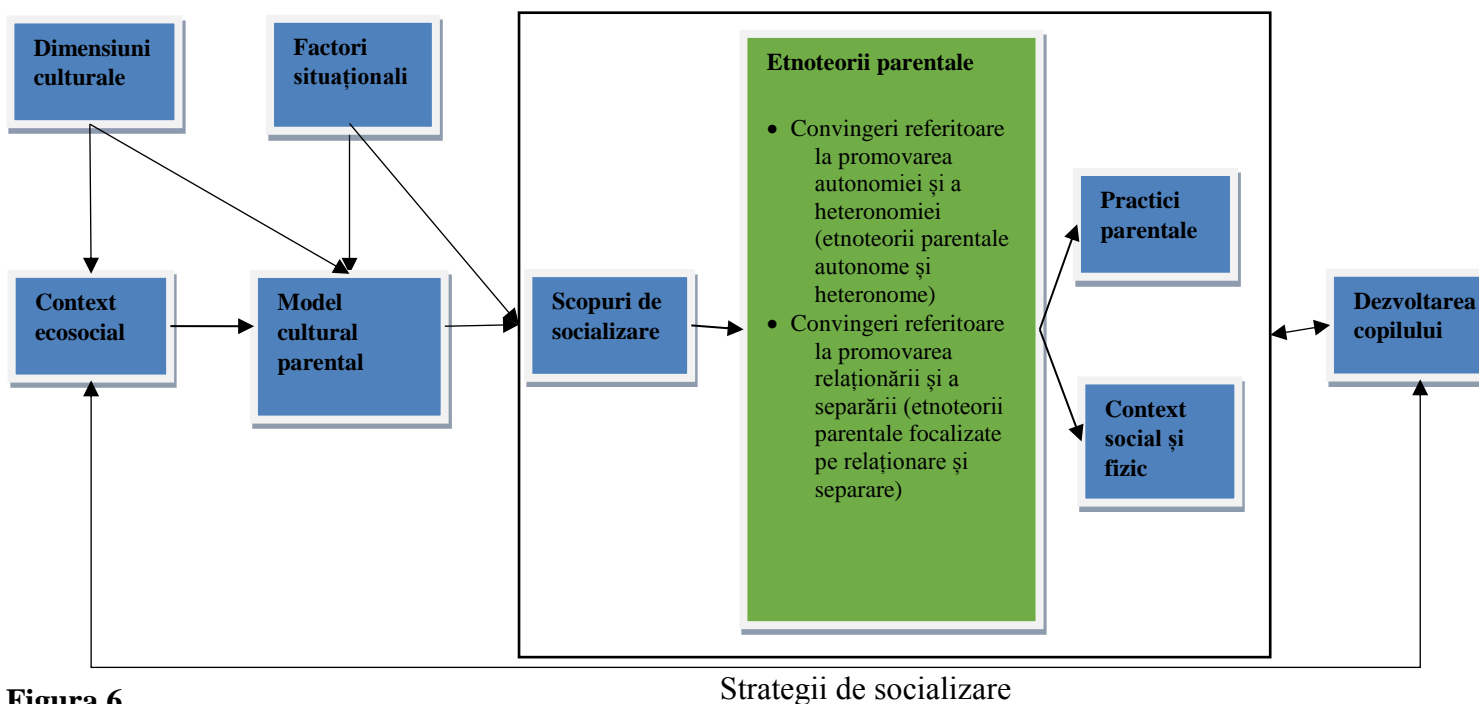 Dimensiuni
culturale
Factori
situaționali
Etnoteorii parentale
• Convingeri referitoare
la promovarea
autonomiei și a
heteronomiei
(etnoteorii parentale
autonome și
heteronome)
• Convingeri referitoare
la promovarea
relaționării și a
separării (etnoteorii
parentale focalizate
pe relaționare și
separare)
Practici
parentale
Context
ecosocial
Model
cultural
parental
Scopuri de
socializare
Dezvoltarea
copilului
Context
social și
fizic
Strategii de socializare
Figura 6